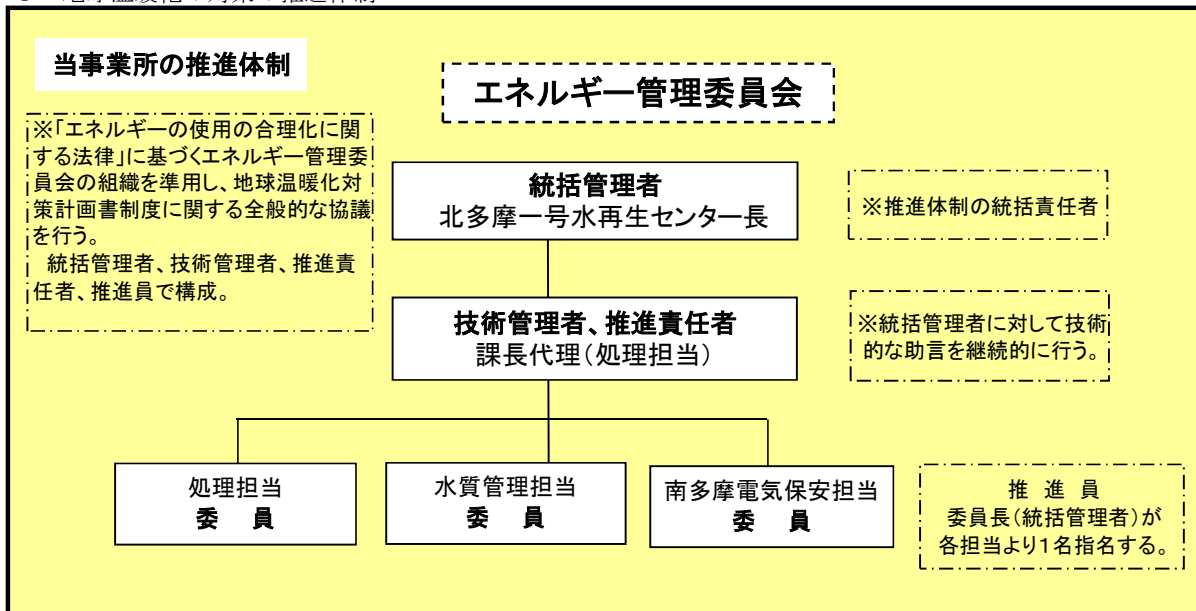 当事業所の推進体制
エネルギー管理委員会
※「エネルギーの使用の合理化に関
する法律」に基づくエネルギー管理委
員会の組織を準用し、地球温暖化対
策計画書制度に関する全般的な協議
を行う。
統括管理者、技術管理者、推進責
任者、推進員で構成。
統括管理者
北多摩一号水再生センター長
※推進体制の統括責任者
技術管理者、推進責任者
課長代理(処理担当)
※統括管理者に対して技術
的な助言を継続的に行う。
処理担当
委　員
水質管理担当
委　員
南多摩電気保安担当
委　員
推 進 員
委員長(統括管理者)が
各担当より1名指名する。